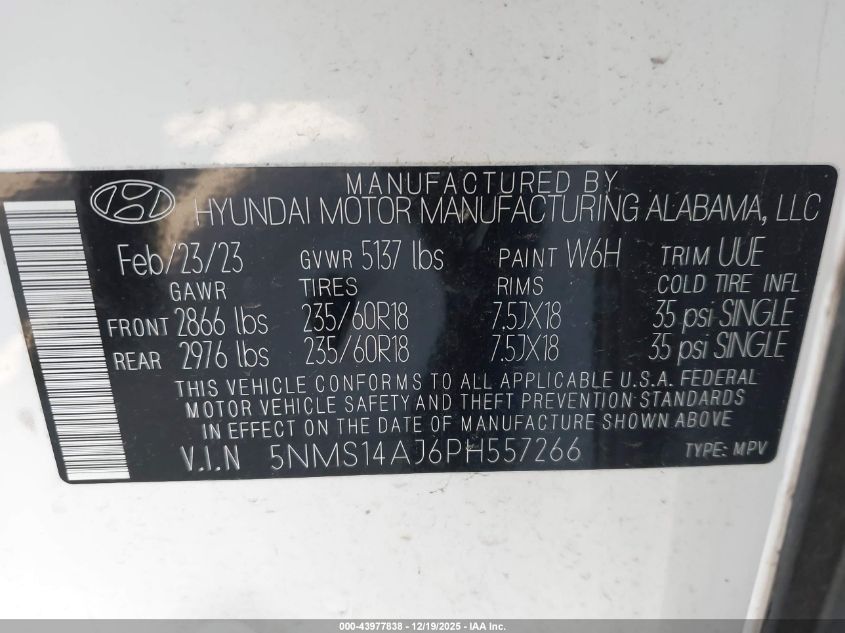 MANUFACTURED BY
HYUNDAI MOTOR MANUFACTURING ALABAMA, LLC
Feb/23/23 GVWR 5137 lbs PAINT W6H TRIM UUE
GAWR TIRES RIMS COLD TIRE INFL
FRONT 2866 lbs 235/60R18 7.5JX18 35 psi SINGLE
REAR 2976 lbs 235/60R18 7.5JX18 35 psi SINGLE
THIS VEHICLE CONFORMS TO ALL APPLICABLE U.S.A. FEDERAL
MOTOR VEHICLE SAFETY AND THEFT PREVENTION STANDARDS
IN EFFECT ON THE DATE OF MANUFACTURE SHOWN ABOVE
V.I.N 5NMS14AJ6PH557266 TYPE: MPV
000-43977838 - 12/19/2025 - IAA Inc.